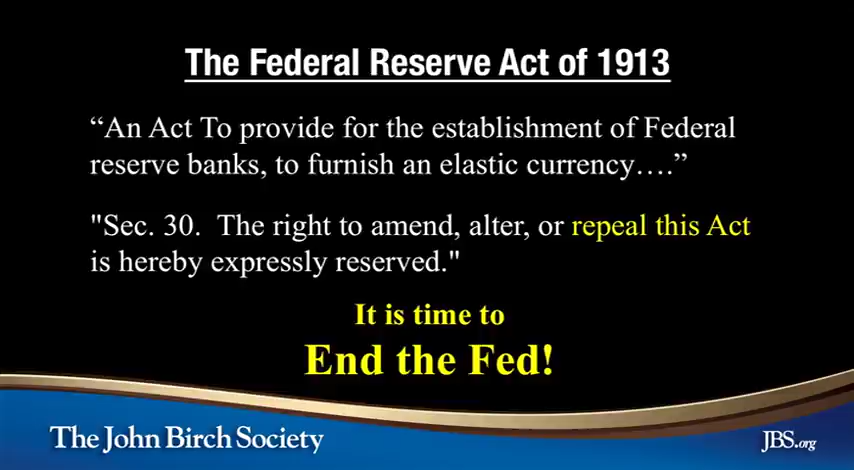 The Federal Reserve Act of 1913
“An Act To provide for the establishment of Federal
reserve banks, to furnish an elastic currency….”
"Sec. 30.  The right to amend, alter, or repeal this Act
is hereby expressly reserved."
It is time to
End the Fed!
The John Birch Society
JBS.org